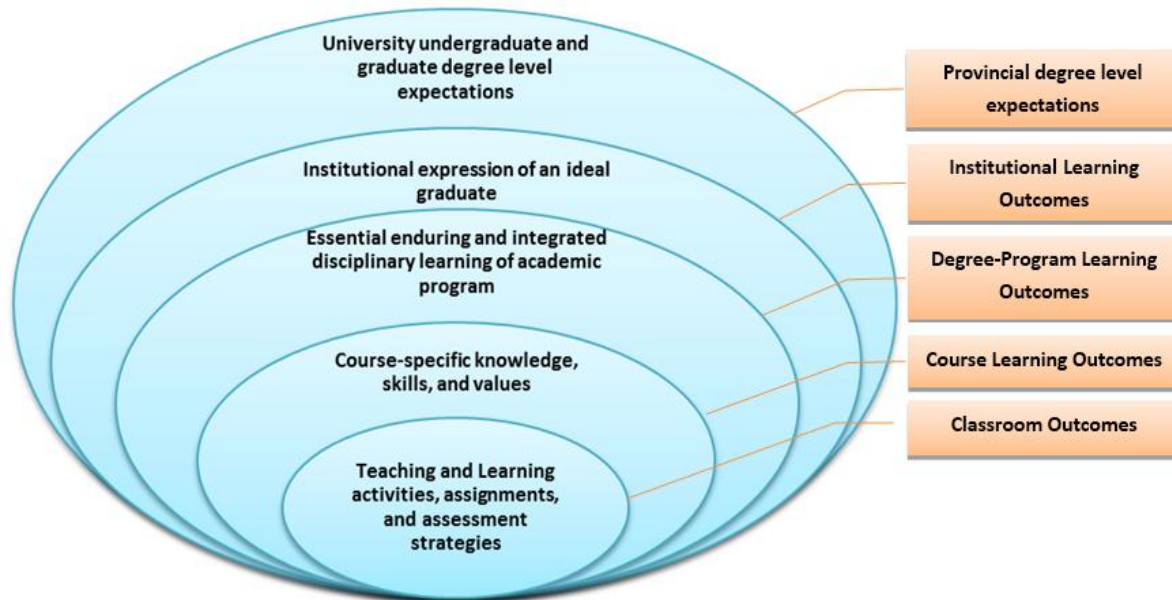 University undergraduate and
graduate degree level
expectations
Provincial degree level
expectations
Institutional expression of an ideal
graduate
Institutional Learning
Outcomes
Essential enduring and integrated
disciplinary learning of academic
program
Degree-Program Learning
Outcomes
Course-specific knowledge,
skills, and values
Course Learning Outcomes
Teaching and Learning
activities, assignments,
and assessment
strategies
Classroom Outcomes